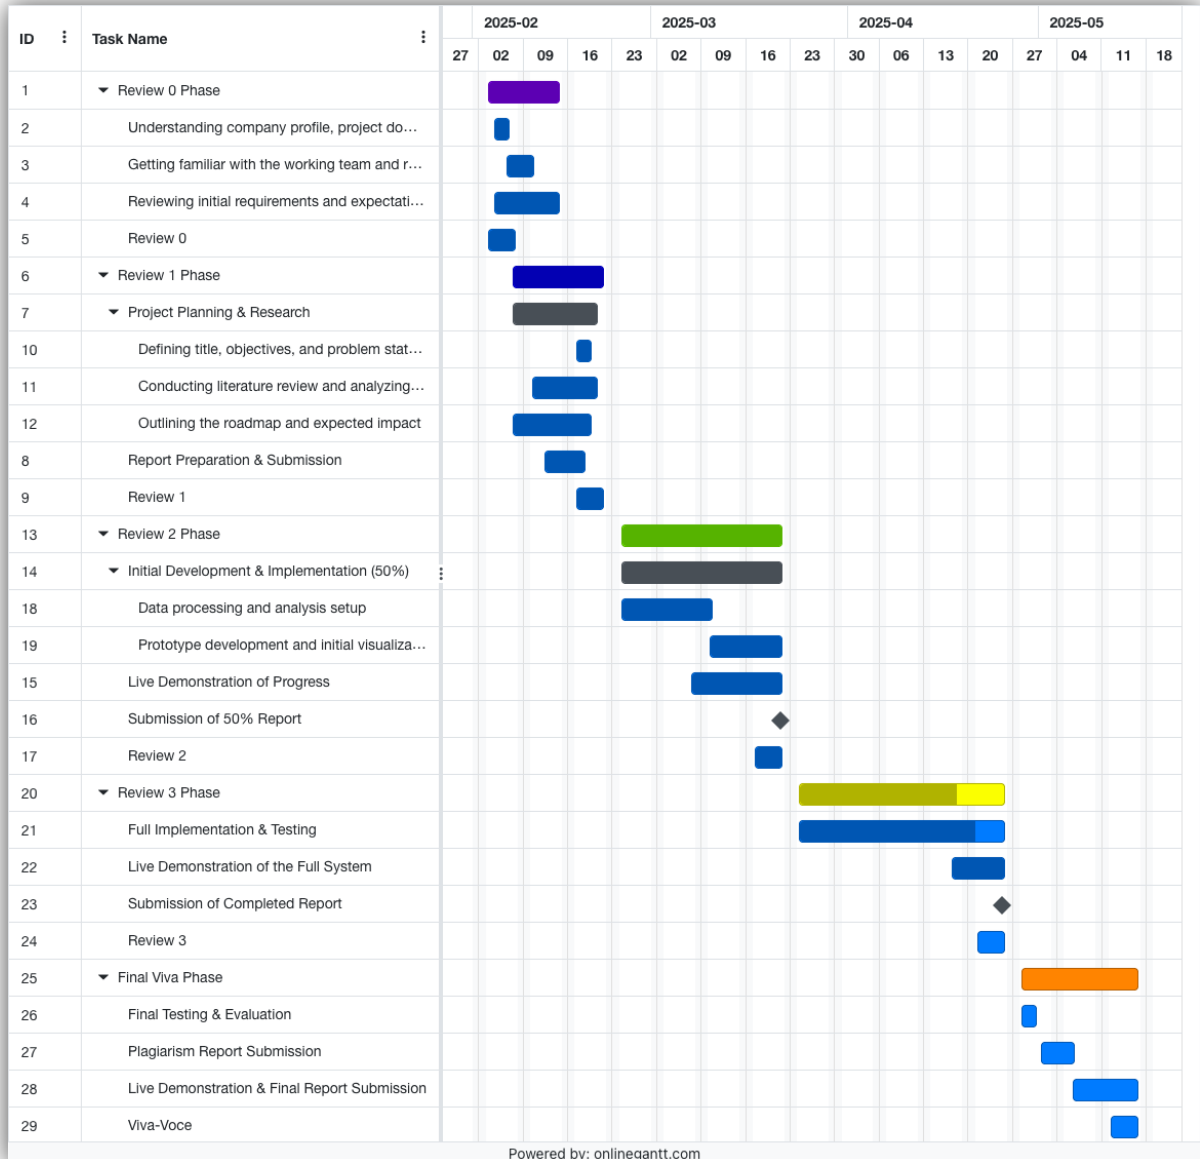 ID Task Name 2025-02 2025-03 2025-04 2025-05
27 02 09 16 23 02 09 16 23 30 06 13 20 27 04 11 18
1 Review 0 Phase
2 Understanding company profile, project do...
3 Getting familiar with the working team and r...
4 Reviewing initial requirements and expectati...
5 Review 0
6 Review 1 Phase
7 Project Planning & Research
10 Defining title, objectives, and problem stat...
11 Conducting literature review and analyzing...
12 Outlining the roadmap and expected impact
8 Report Preparation & Submission
9 Review 1
13 Review 2 Phase
14 Initial Development & Implementation (50%)
18 Data processing and analysis setup
19 Prototype development and initial visualiza...
15 Live Demonstration of Progress
16 Submission of 50% Report
17 Review 2
20 Review 3 Phase
21 Full Implementation & Testing
22 Live Demonstration of the Full System
23 Submission of Completed Report
24 Review 3
25 Final Viva Phase
26 Final Testing & Evaluation
27 Plagiarism Report Submission
28 Live Demonstration & Final Report Submission
29 Viva-Voce
Powered by: onlinegantt.com